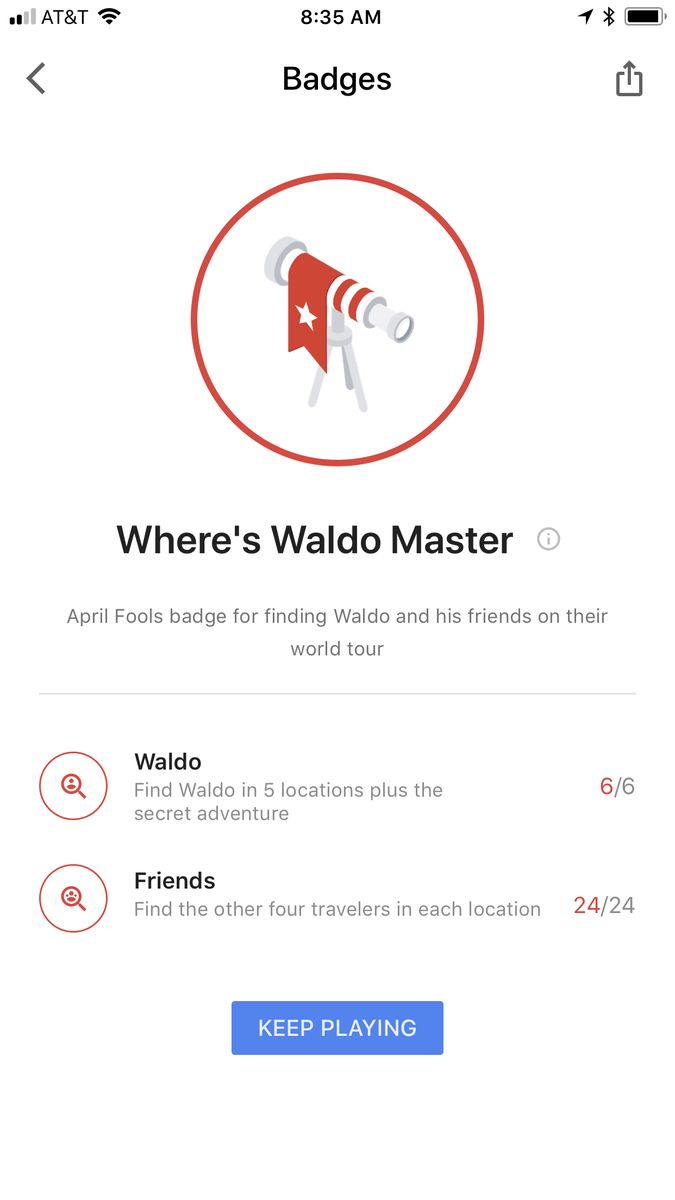 AT&T 8:35 AM
Badges
Where's Waldo Master
April Fools badge for finding Waldo and his friends on their
world tour
Waldo
Find Waldo in 5 locations plus the
secret adventure
6/6
Friends
Find the other four travelers in each location
24/24
KEEP PLAYING